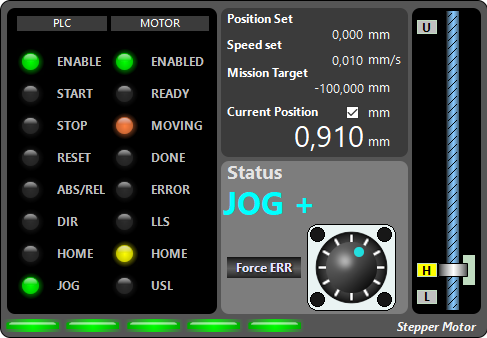 PLC MOTOR
ENABLE ENABLED
START READY
STOP MOVING
RESET DONE
ABS/REL ERROR
DIR LLS
HOME HOME
JOG USL
Position Set
0,000 mm
Speed set
0,010 mm/s
Mission Target
-100,000 mm
Current Position mm
0,910 mm
Status
JOG +
Force ERR
U
H
L
Stepper Motor